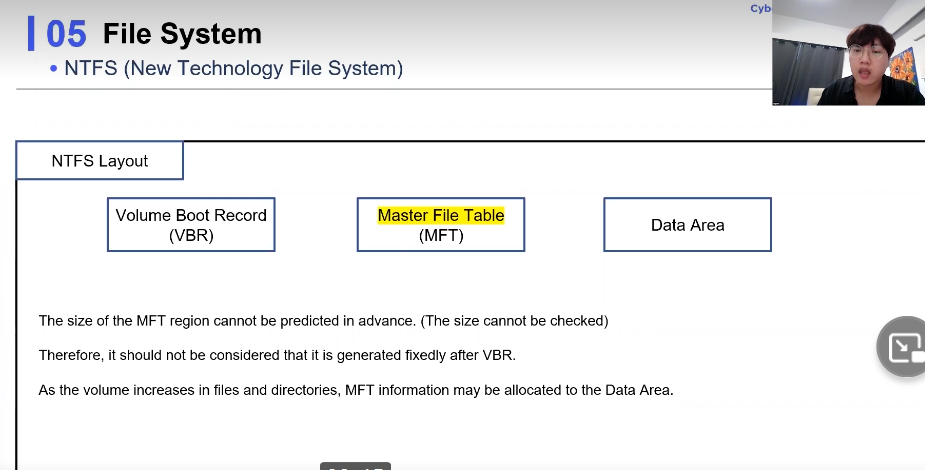 Cyb
05 File System
• NTFS (New Technology File System)
NTFS Layout
Volume Boot Record
(VBR)
Master File Table
(MFT)
Data Area
The size of the MFT region cannot be predicted in advance. (The size cannot be checked)
Therefore, it should not be considered that it is generated fixedly after VBR.
As the volume increases in files and directories, MFT information may be allocated to the Data Area.